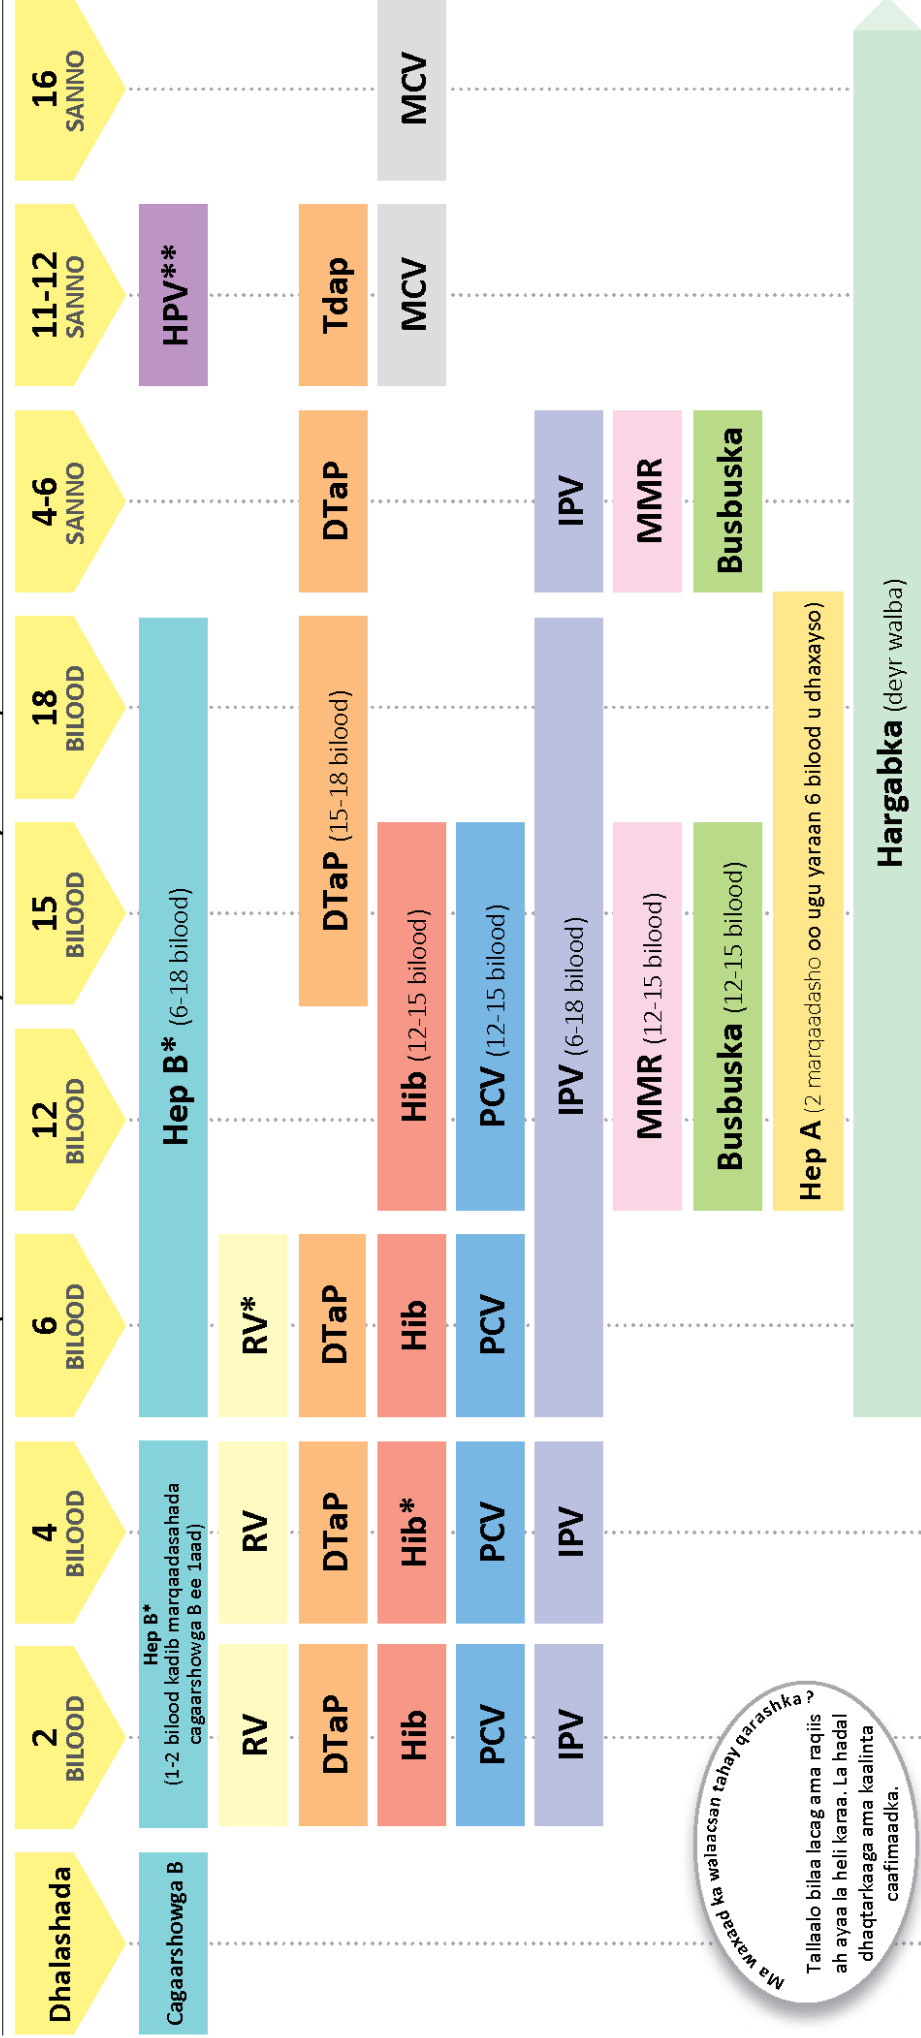 Dhalashada
2
BILOOD
4
BILOOD
6
BILOOD
12
BILOOD
15
BILOOD
18
BILOOD
4-6
SANNO
11-12
SANNO
16
SANNO
Cagaarshowga B
Hep B*
(1-2 bilood kadib marqaadasahada
cagaarshowga B ee 1aad)
Hep B* (6-18 bilood)
HPV**
RV
RV
RV*
DTaP
DTaP
DTaP
DTaP (15-18 bilood)
DTaP
Tdap
Hib
Hib*
Hib
Hib (12-15 bilood)
MCV
MCV
PCV
PCV
PCV
PCV (12-15 bilood)
IPV
IPV
IPV (6-18 bilood)
IPV
MMR (12-15 bilood)
MMR
Busbuska (12-15 bilood)
Busbuska
Hep A (2 marqaadasho oo ugu yaraan 6 bilood u dhaxayso)
Hargabka (deyr walba)
Ma waxaad ka walaacsan tahay qarashka?
Tallaalo bilaa lacag ama raqiis
ah ayaa la heli karaa. La hadal
dhaqtarkaaga ama kaalinta
caafimaadka.